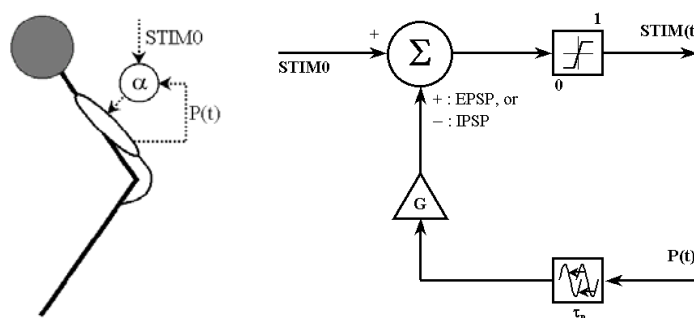 STIM0
α
P(t)
STIM0
+
Σ
1
0
STIM(t)
+ : EPSP, or
− : IPSP
G
P(t)